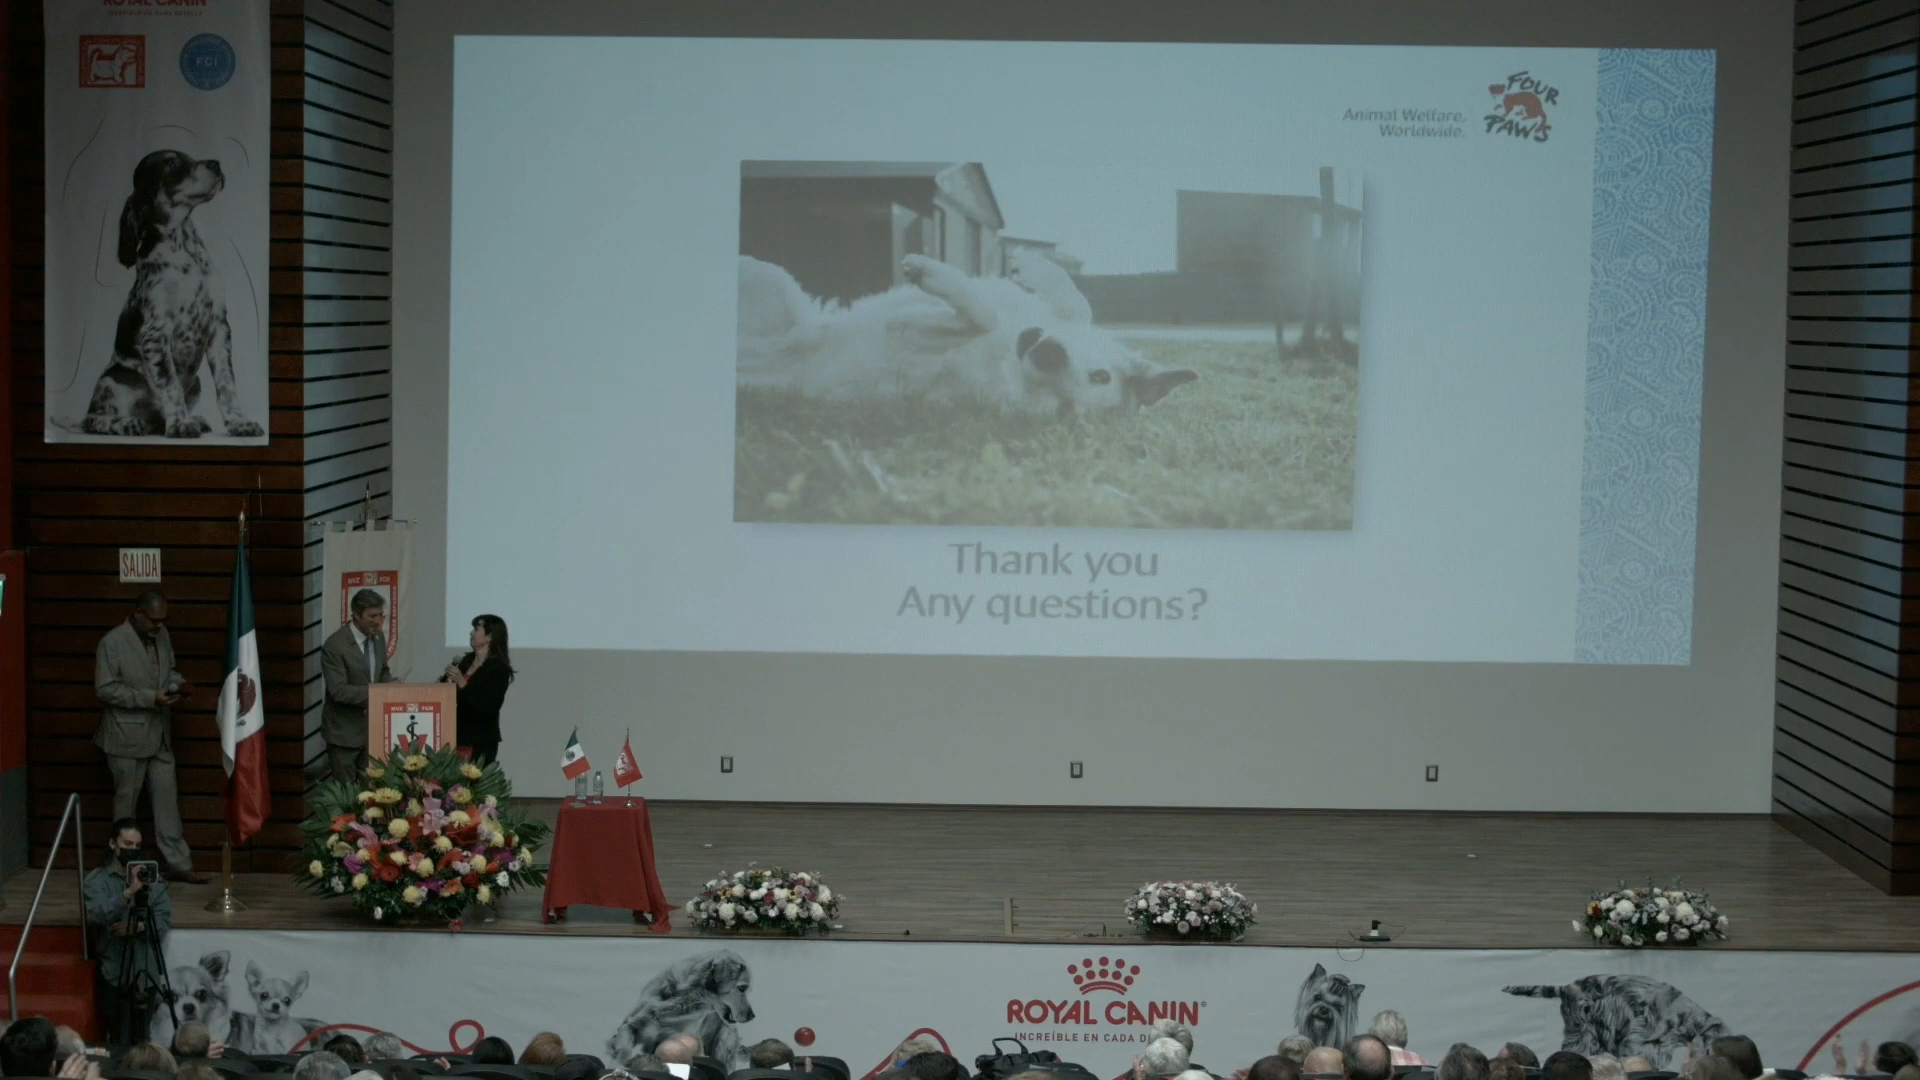 ROYAL CANIN
FCI
Animal Welfare.
Worldwide.
FOUR
PAWS
Thank you
Any questions?
SALIDA
ROYAL CANIN
INCREÍBLE EN CADA